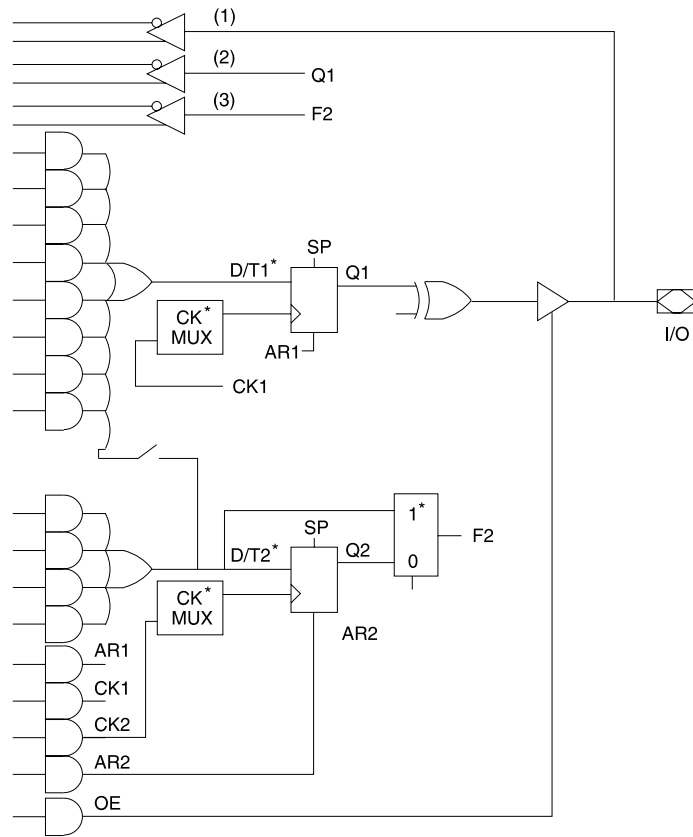 (1)
(2)
Q1
(3)
F2
SP
D/T1*
Q1
CK*
MUX
AR1
CK1
I/O
1*
F2
SP
D/T2*
Q2
0
CK*
MUX
AR2
AR1
CK1
CK2
AR2
OE